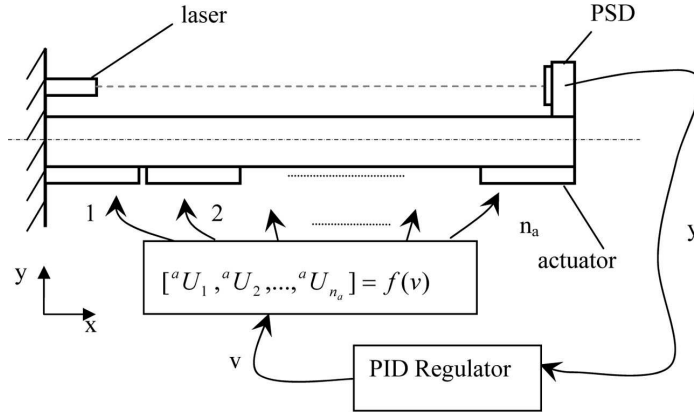 laser
PSD
1
2
n_a
y
actuator
[^aU_1,^aU_2,...,^aU_{n_a}]=f(v)
y
x
v
PID Regulator